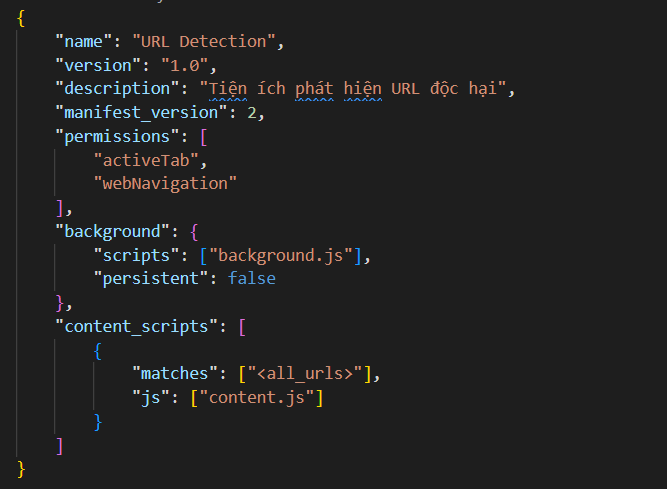 {
    "name": "URL Detection",
    "version": "1.0",
    "description": "Tiện ích phát hiện URL độc hại",
    "manifest_version": 2,
    "permissions": [
        "activeTab",
        "webNavigation"
    ],
    "background": {
        "scripts": ["background.js"],
        "persistent": false
    },
    "content_scripts": [
        {
            "matches": ["<all_urls>"],
            "js": ["content.js"]
        }
    ]
}